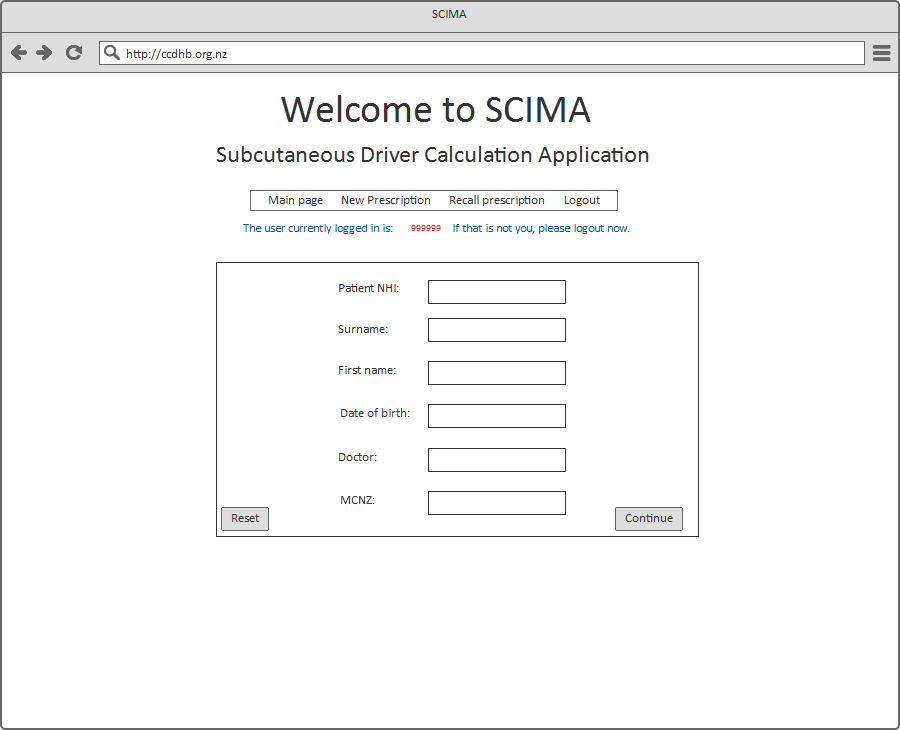 SCIMA
http://ccdhb.org.nz
Welcome to SCIMA
Subcutaneous Driver Calculation Application
Main page New Prescription Recall prescription Logout
The user currently logged in is: 999999 If that is not you, please logout now.
Patient NHI:
Surname:
First name:
Date of birth:
Doctor:
MCNZ:
Reset Continue